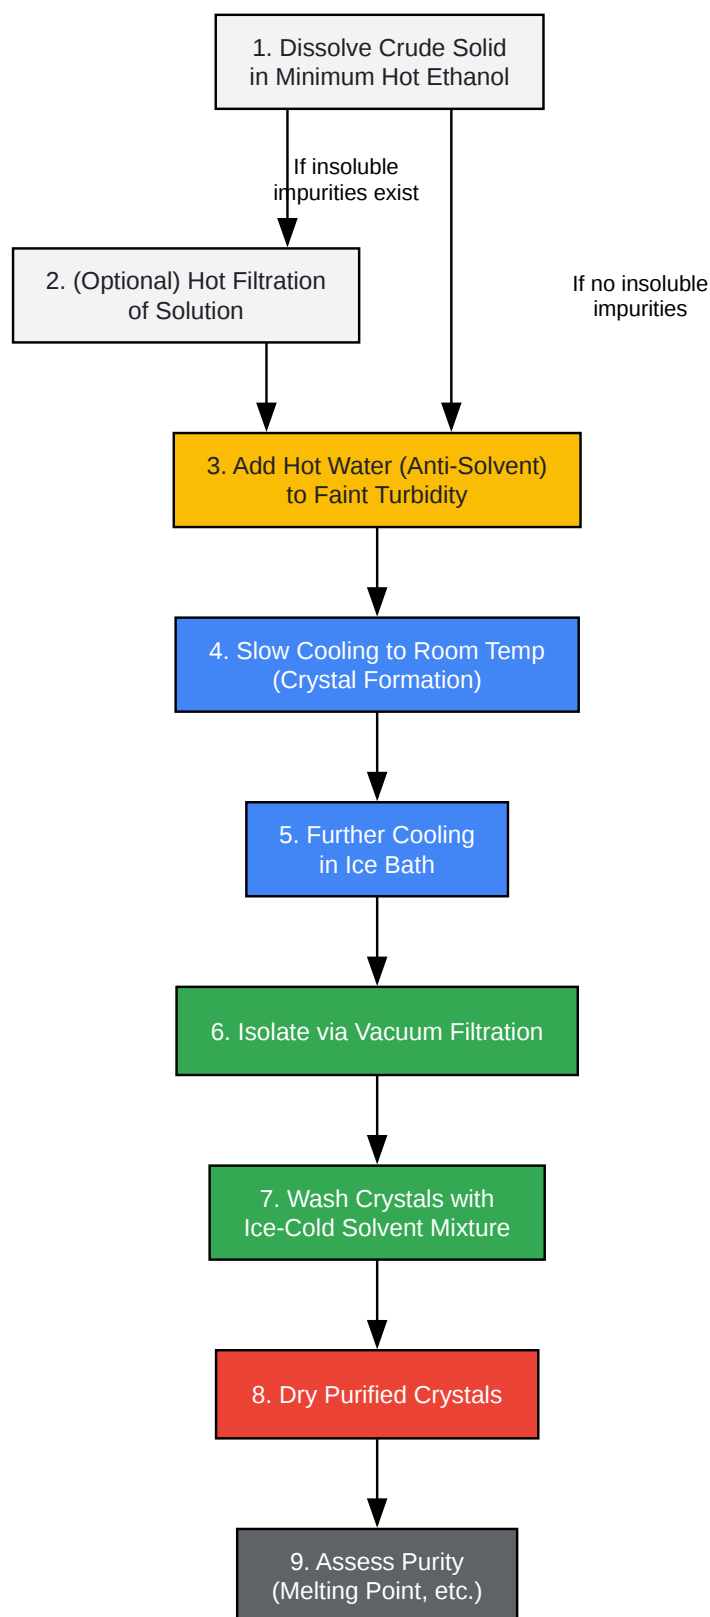 1. Dissolve Crude Solid
in Minimum Hot Ethanol
If insoluble
impurities exist
2. (Optional) Hot Filtration
of Solution
If no insoluble
impurities
3. Add Hot Water (Anti-Solvent)
to Faint Turbidity
4. Slow Cooling to Room Temp
(Crystal Formation)
5. Further Cooling
in Ice Bath
6. Isolate via Vacuum Filtration
7. Wash Crystals with
Ice-Cold Solvent Mixture
8. Dry Purified Crystals
9. Assess Purity
(Melting Point, etc.)